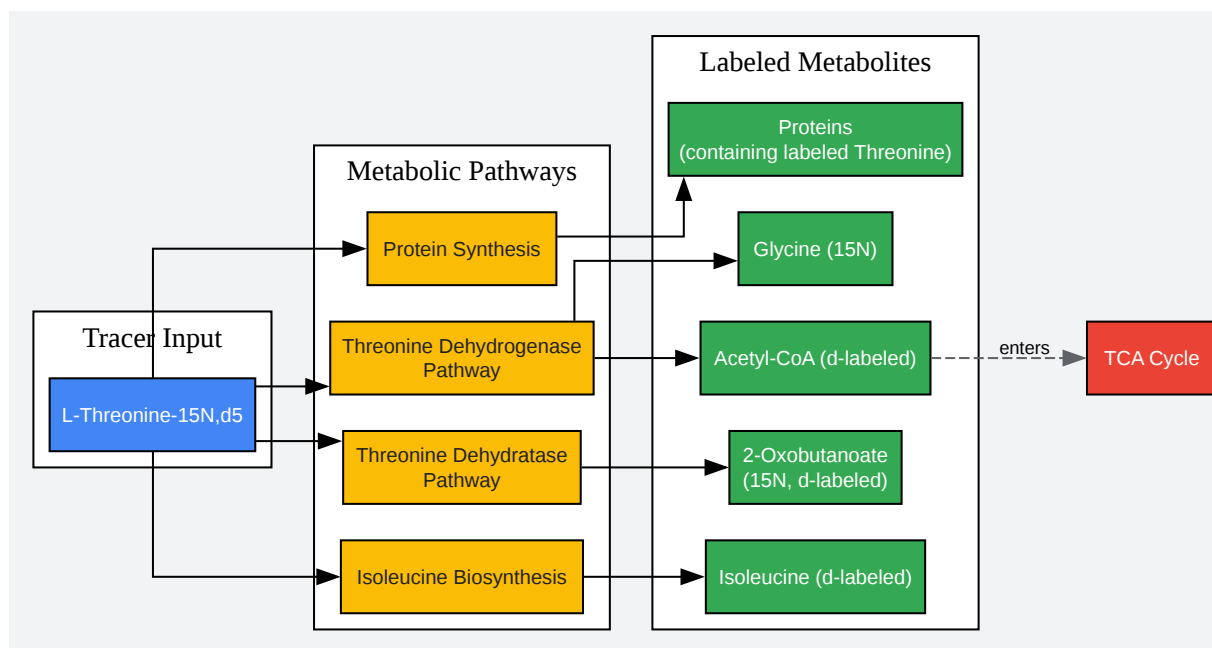 Tracer Input
L-Threonine-15N,d5
Metabolic Pathways
Protein Synthesis
Threonine Dehydrogenase
Pathway
Threonine Dehydratase
Pathway
Isoleucine Biosynthesis
Labeled Metabolites
Proteins
(containing labeled Threonine)
Glycine (15N)
Acetyl-CoA (d-labeled)
2-Oxobutanoate
(15N, d-labeled)
Isoleucine (d-labeled)
enters
TCA Cycle